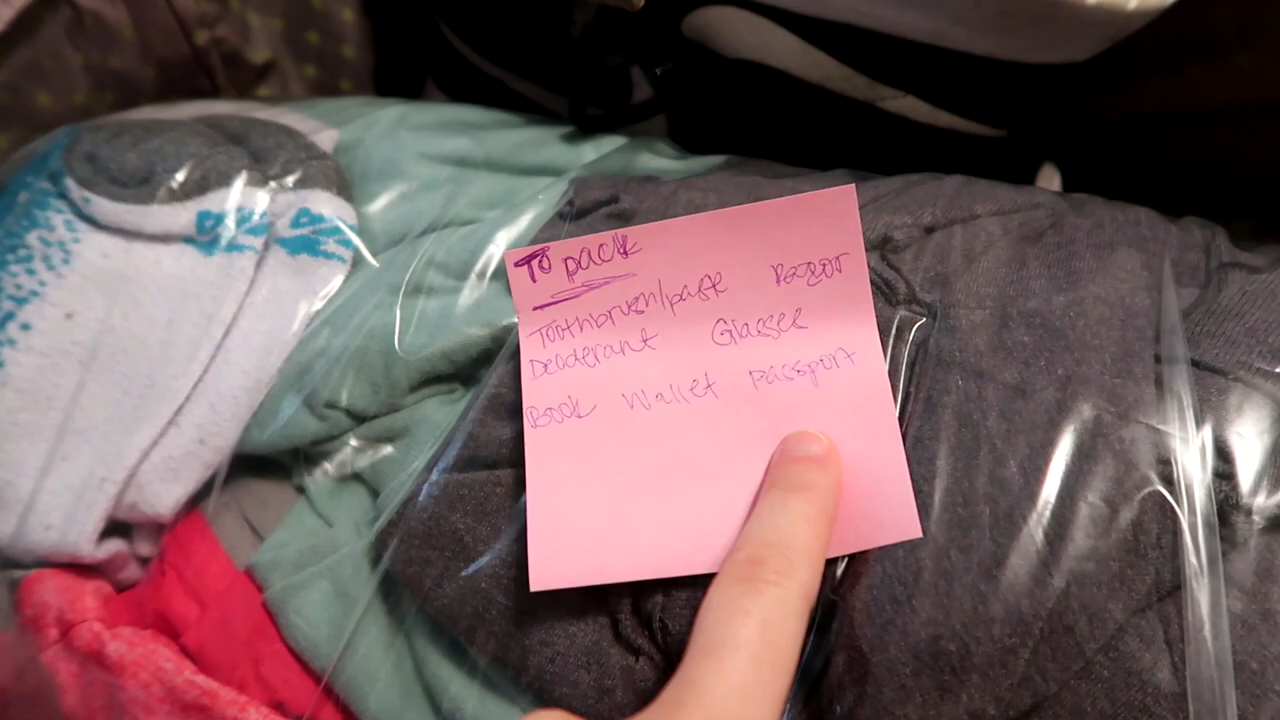 To pack
Toothbrush/paste Razor
Deoderant Glasses
Book Wallet Passport